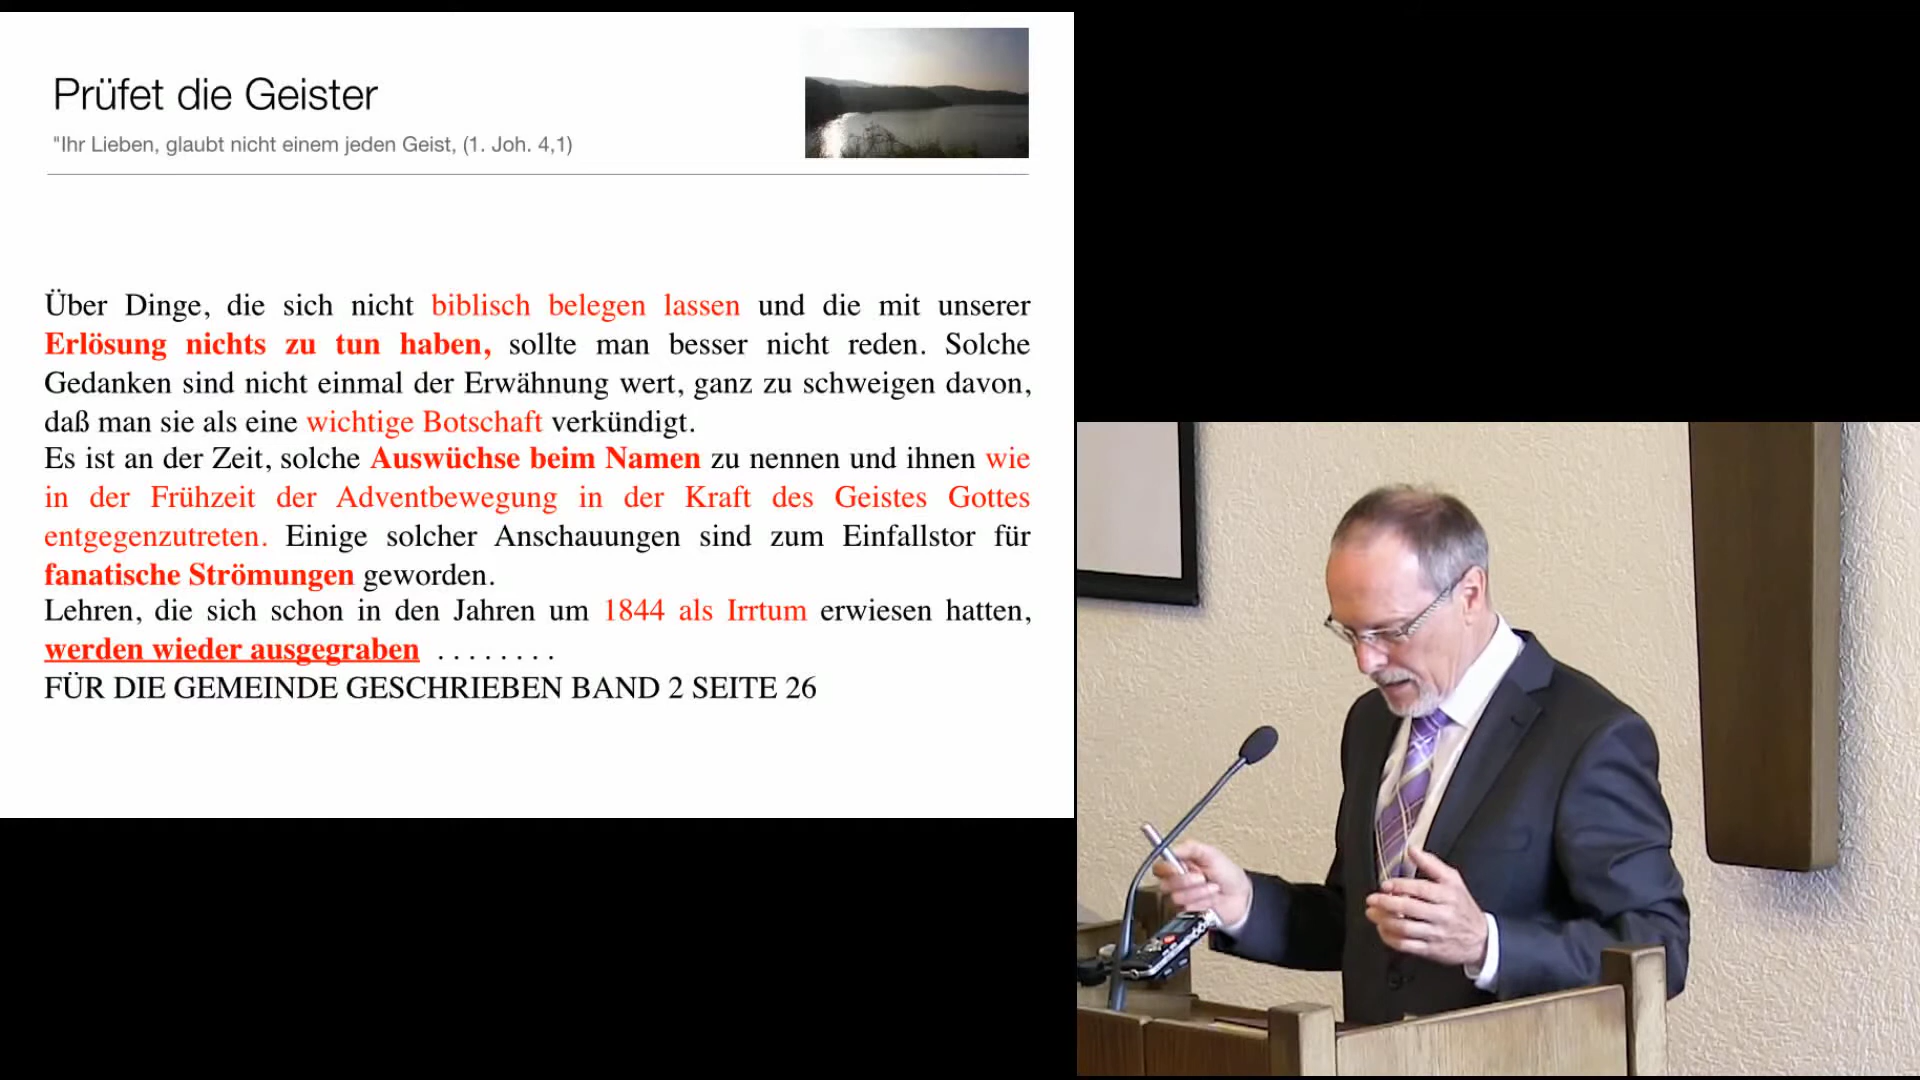 Prüfet die Geister
"Ihr Lieben, glaubt nicht einem jeden Geist, (1. Joh. 4,1)
Über Dinge, die sich nicht biblisch belegen lassen und die mit unserer
Erlösung nichts zu tun haben, sollte man besser nicht reden. Solche
Gedanken sind nicht einmal der Erwähnung wert, ganz zu schweigen davon,
daß man sie als eine wichtige Botschaft verkündigt.
Es ist an der Zeit, solche Auswüchse beim Namen zu nennen und ihnen wie
in der Frühzeit der Adventbewegung in der Kraft des Geistes Gottes
entgegenzutreten. Einige solcher Anschauungen sind zum Einfallstor für
fanatische Strömungen geworden.
Lehren, die sich schon in den Jahren um 1844 als Irrtum erwiesen hatten,
werden wieder ausgegraben . . . . . . . .
FÜR DIE GEMEINDE GESCHRIEBEN BAND 2 SEITE 26